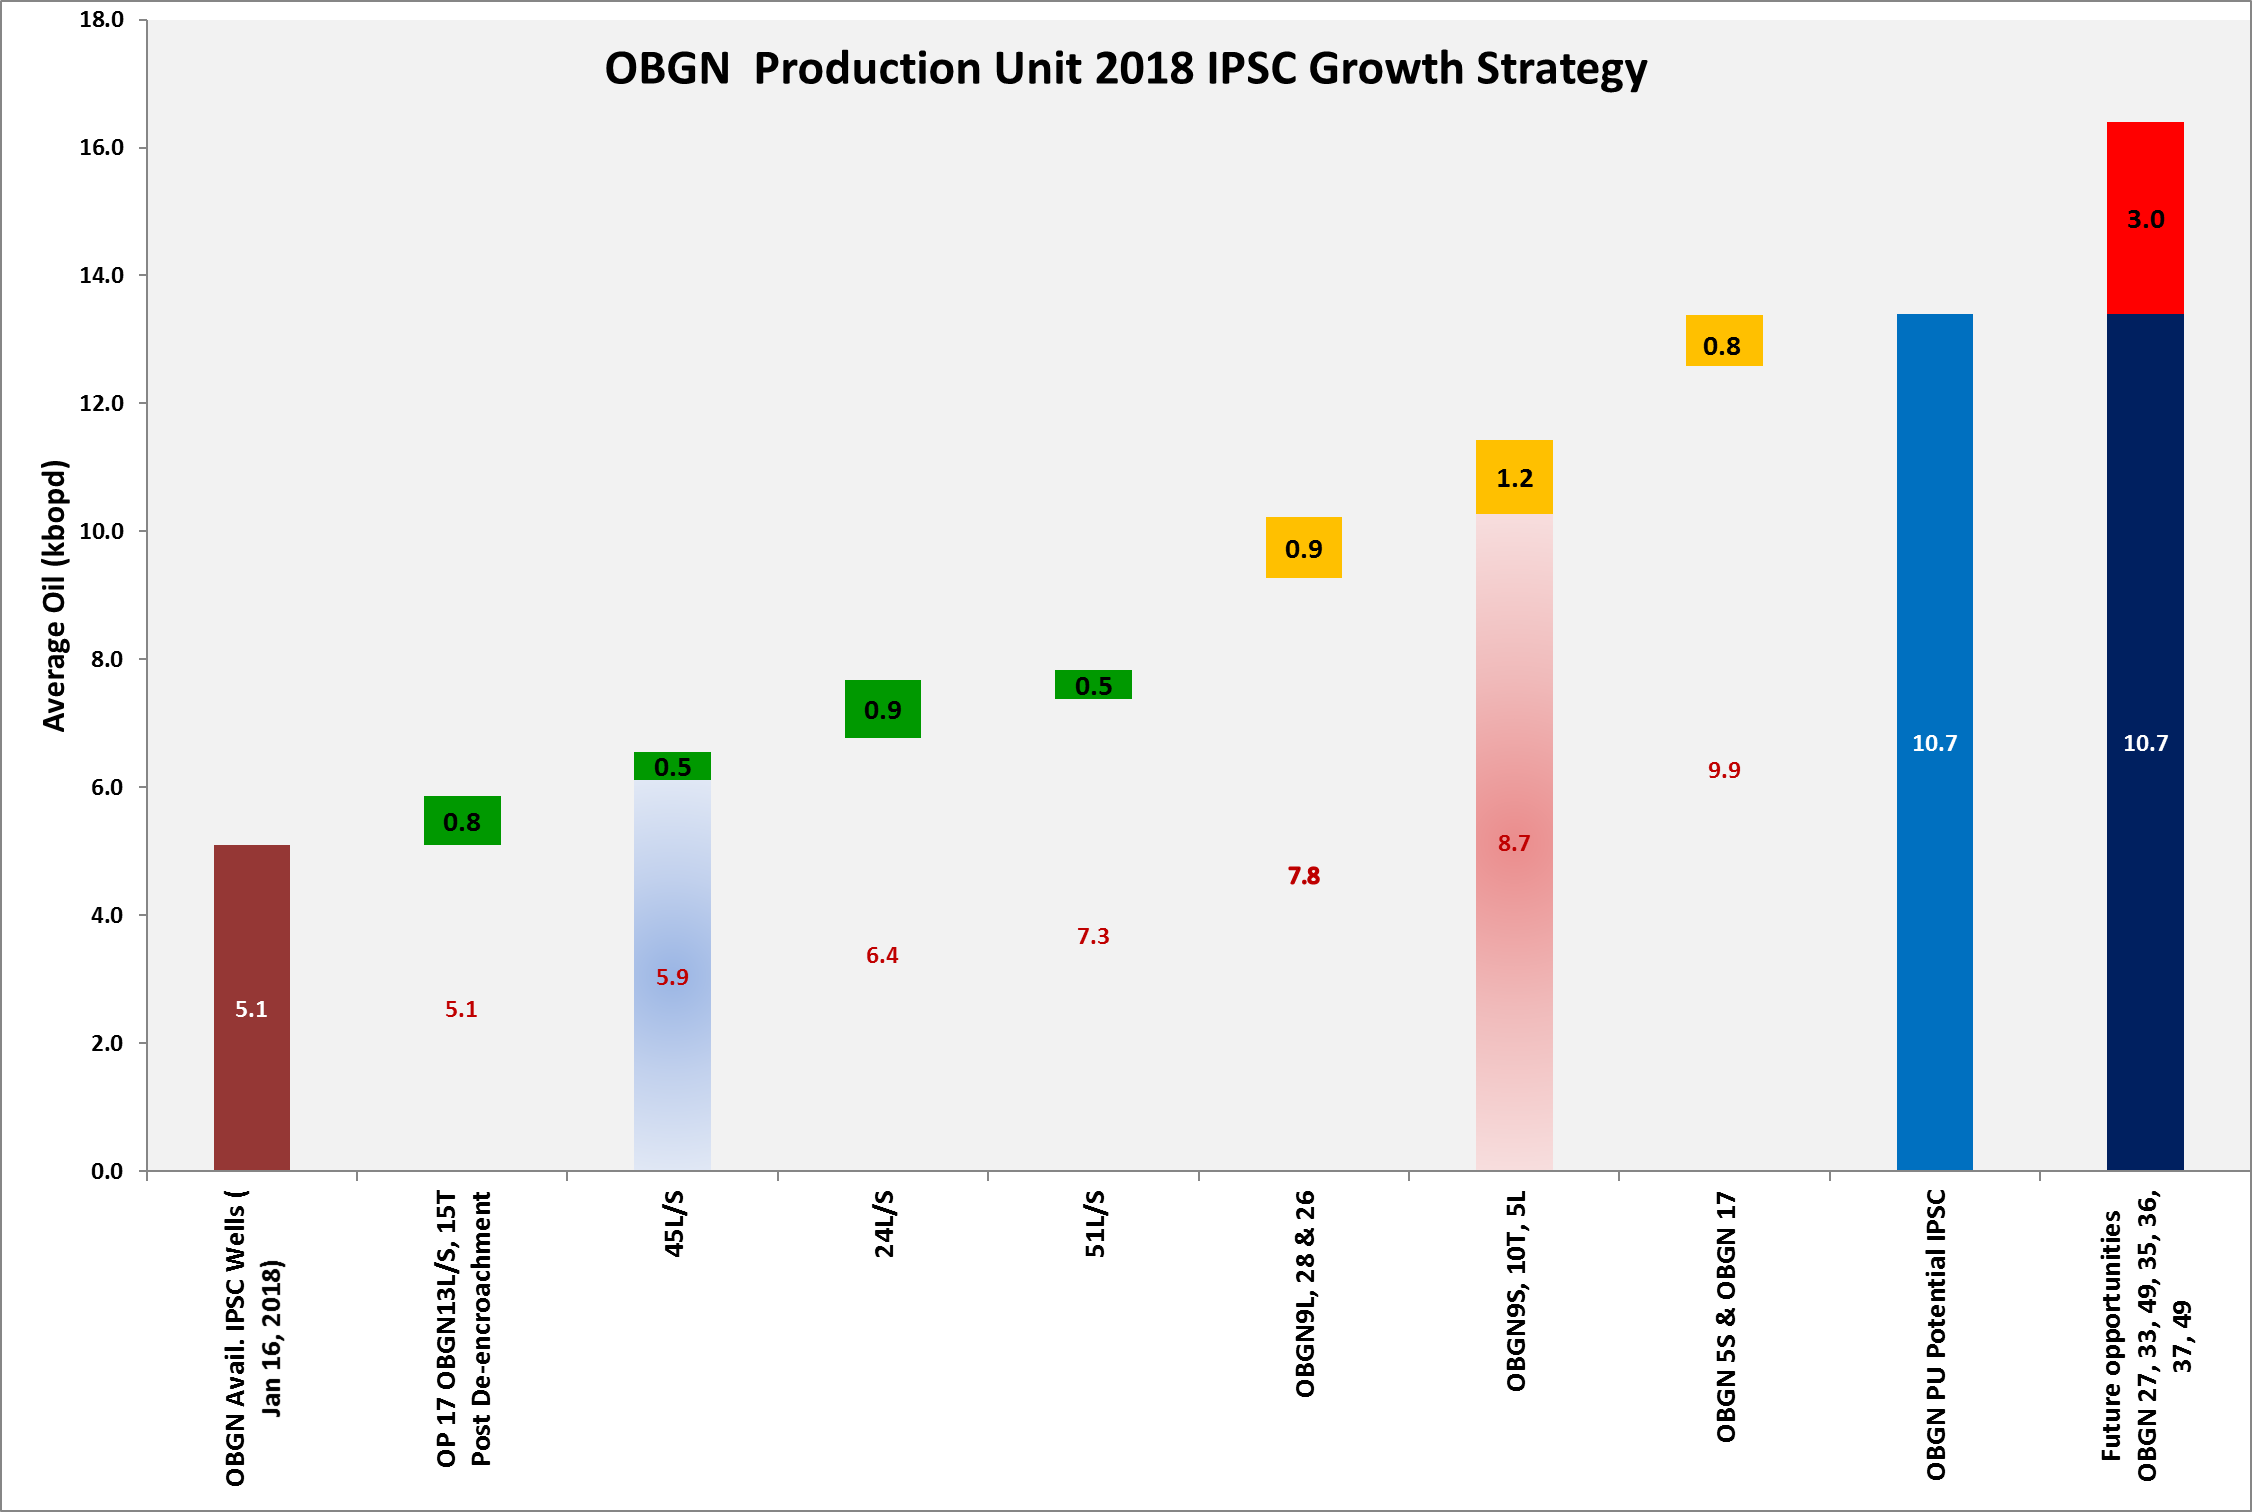 OBGN  Production Unit 2018 IPSC Growth Strategy
Average Oil (kbopd)
18.0
16.0
14.0
12.0
10.0
8.0
6.0
4.0
2.0
0.0
5.1
0.8
5.1
0.5
5.9
0.9
6.4
0.5
7.3
0.9
7.8
1.2
8.7
0.8
9.9
10.7
3.0
10.7
OBGN Avail. IPSC Wells (
Jan 16, 2018)
OP 17 OBGN13L/S, 15T
Post De-encroachment
45L/S
24L/S
51L/S
OBGN9L, 28 & 26
OBGN9S, 10T, 5L
OBGN 5S & OBGN 17
OBGN PU Potential IPSC
Future opportunities
OBGN 27, 33, 49, 35, 36,
37, 49